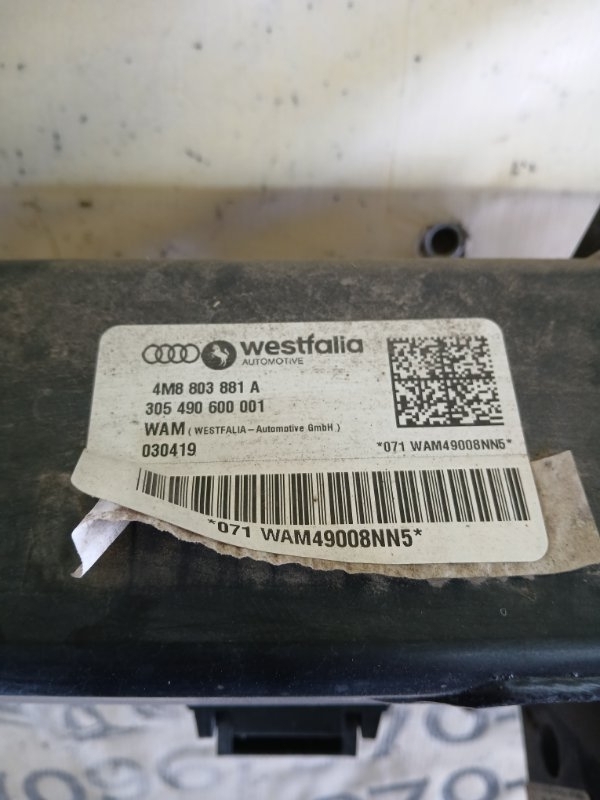 westfalia
AUTOMOTIVE
4M8 803 881 A
305 490 600 001
WAM ( WESTFALIA – Automotive GmbH )
030419
*071 WAM49008NN5*
*071 WAM49008NN5*